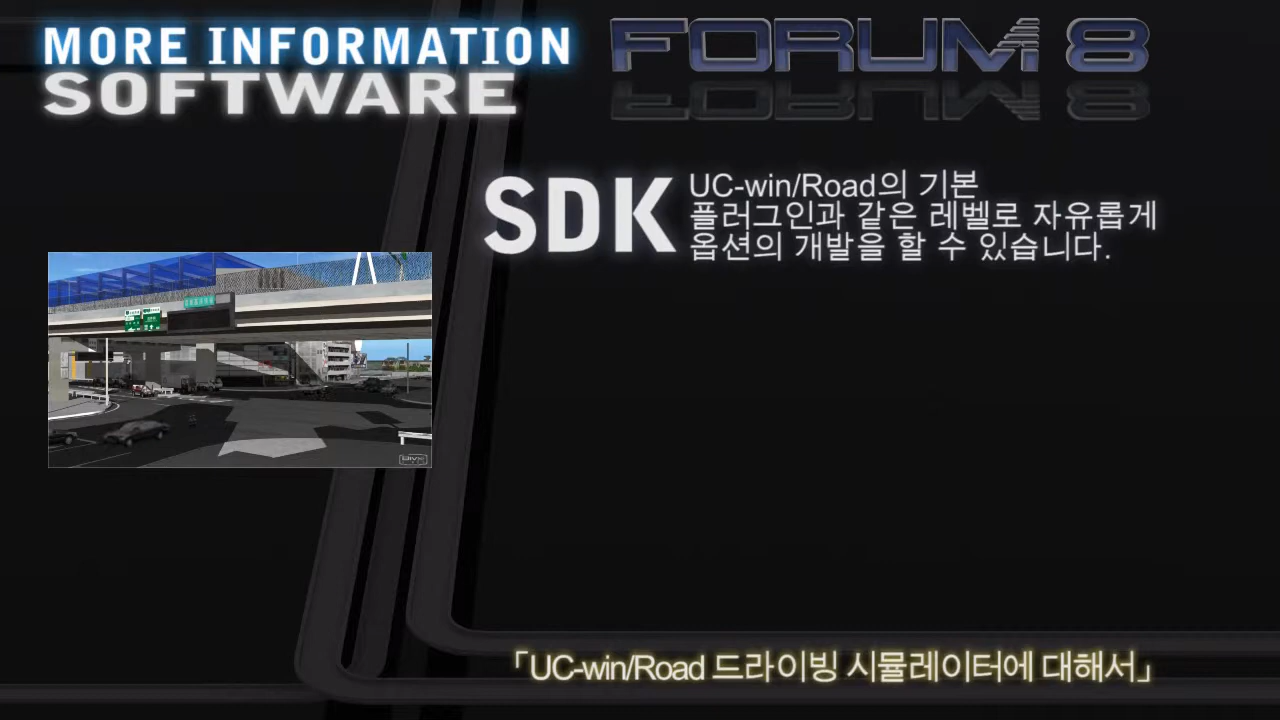 MORE INFORMATION
SOFTWARE
FORUM 8
SDK
UC-win/Road의 기본
플러그인과 같은 레벨로 자유롭게
옵션의 개발을 할 수 있습니다.
「UC-win/Road 드라이빙 시뮬레이터에 대해서」